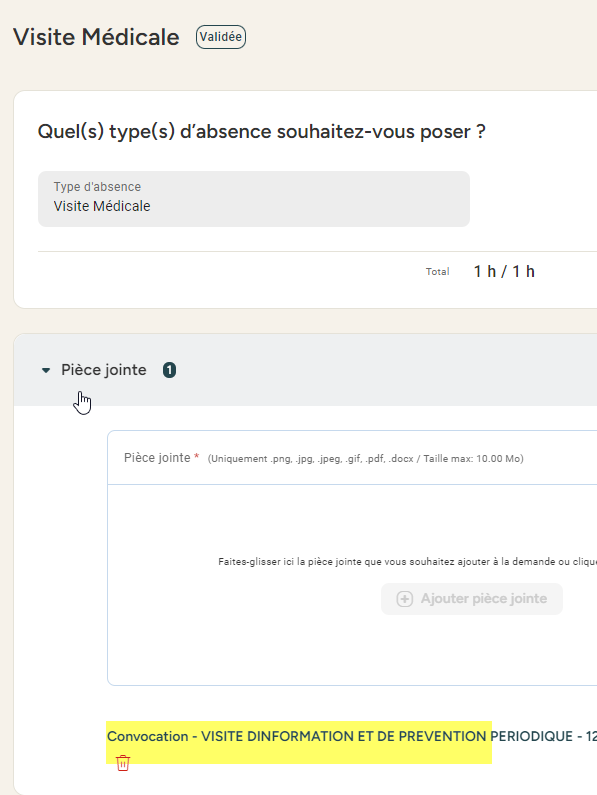 Visite Médicale
Validée
Quel(s) type(s) d’absence souhaitez-vous poser ?
Type d'absence
Visite Médicale
Total 1 h / 1 h
Pièce jointe 1
Pièce jointe * (Uniquement .png, .jpg, .jpeg, .gif, .pdf, .docx / Taille max: 10.00 Mo)
Faites-glisser ici la pièce jointe que vous souhaitez ajouter à la demande ou clique
Ajouter pièce jointe
Convocation - VISITE DINFORMATION ET DE PREVENTION PERIODIQUE - 12